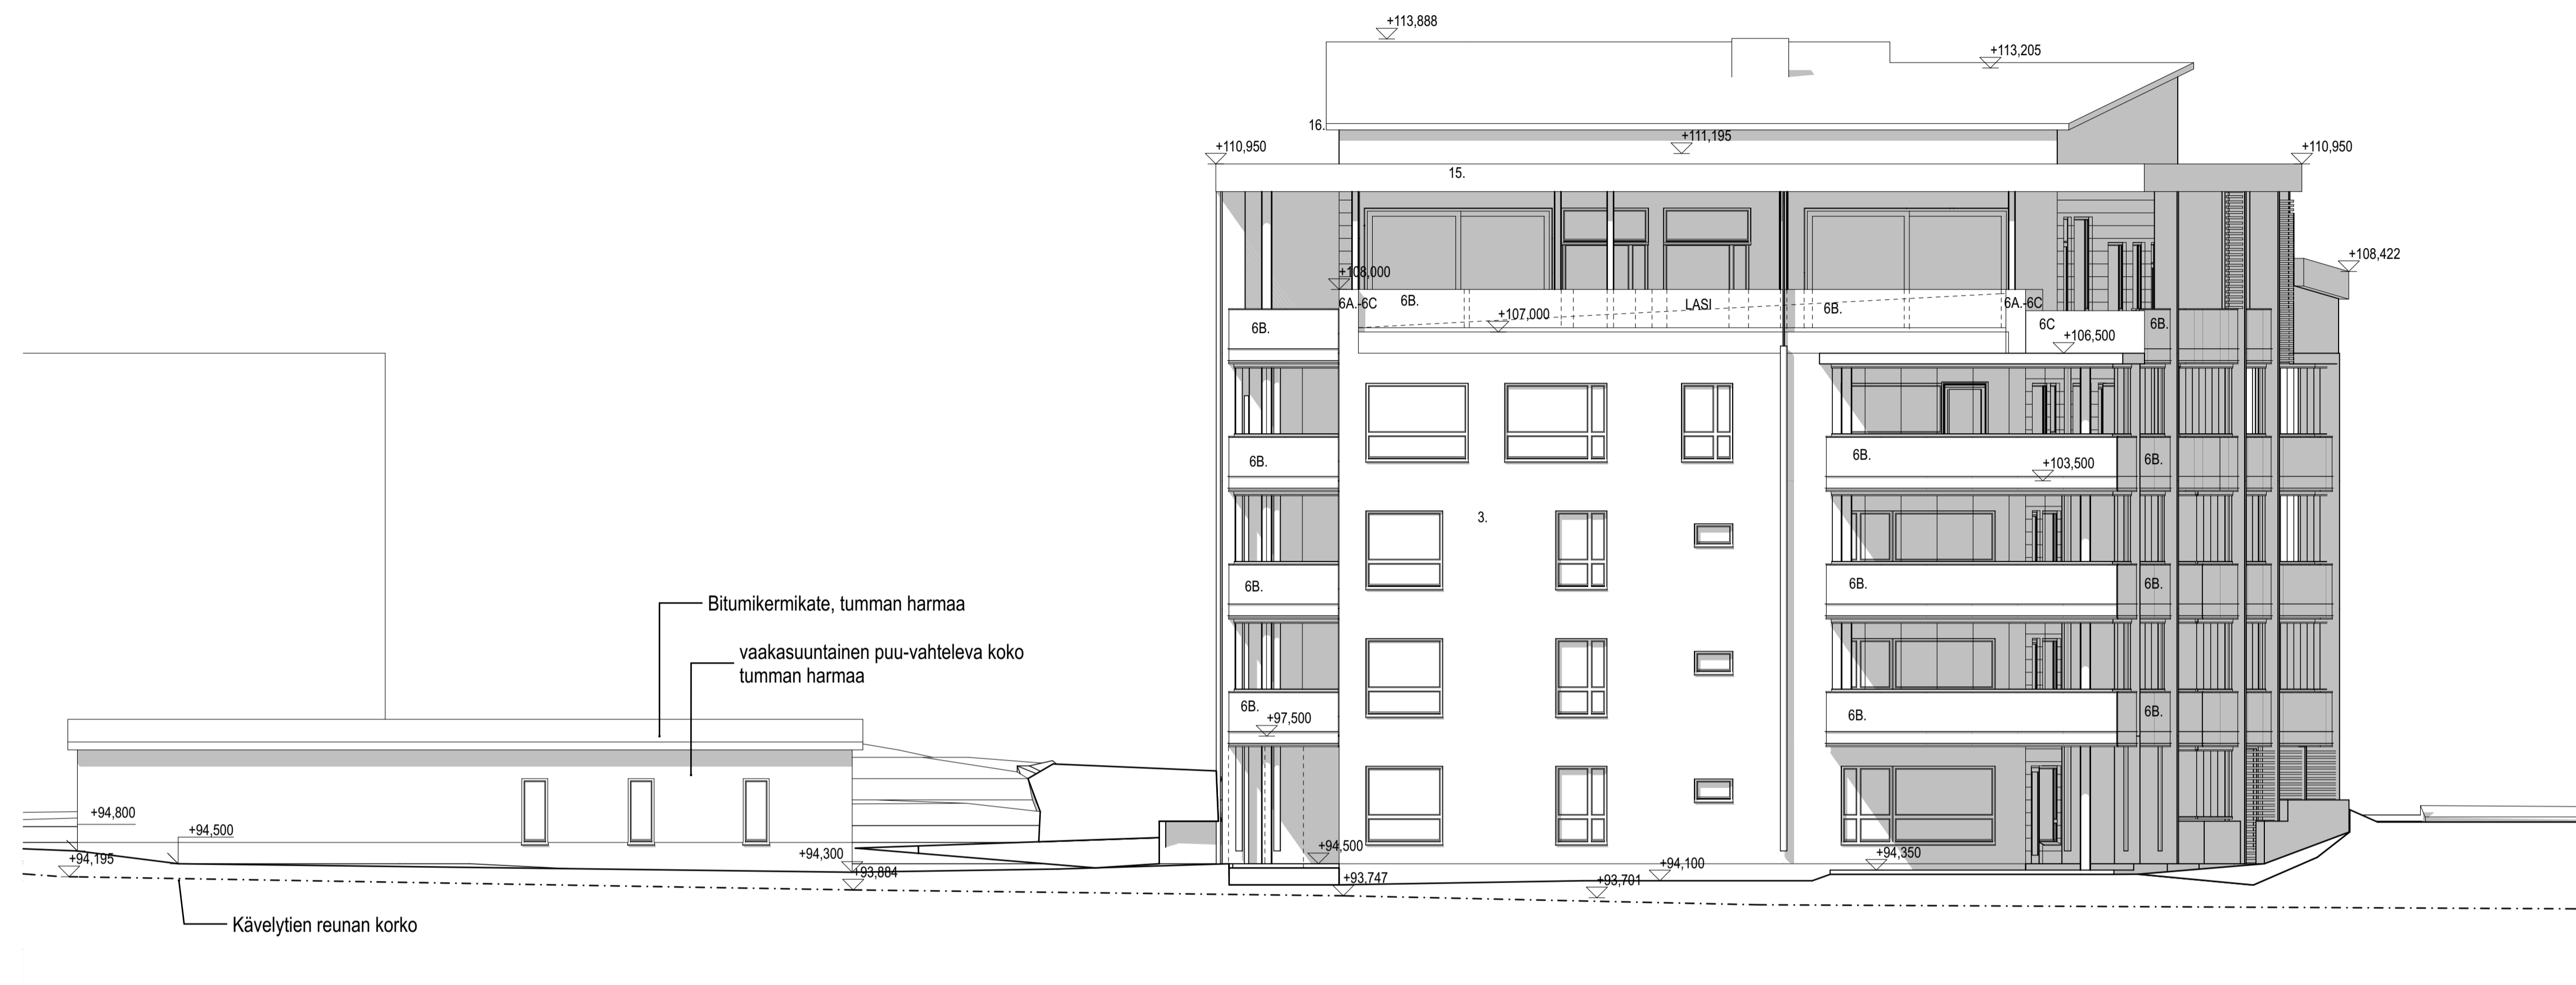 +113,888
+113,205
16.
+111,195
+110,950
+110,950
15.
+108,422
+108,000
6A.-6C
6B.
LASI
6B.
6A.-6C
+107,000
6B.
6C
6B.
+106,500
6B.
6B.
6B.
+103,500
3.
6B.
6B.
6B.
Bitumikermikate, tumman harmaa
vaakasuuntainen puu-vahteleva koko
tumman harmaa
6B.
+97,500
6B.
6B.
+94,800
+94,500
+94,195
+94,300
+93,884
+94,500
+93,747
+93,701
+94,100
+94,350
Kävelytien reunan korko